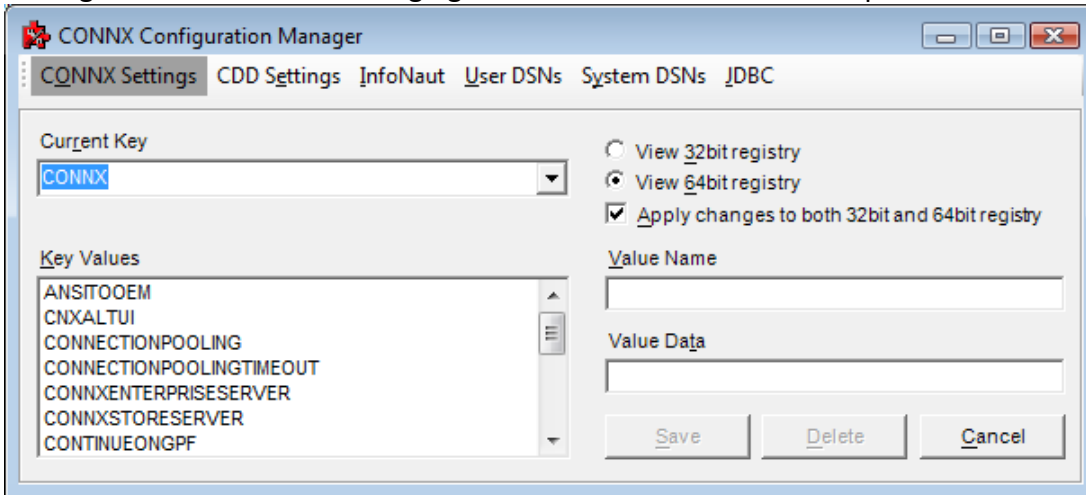 CONNX Configuration Manager
CONNX Settings CDD Settings InfoNaut User DSNs System DSNs JDBC
Current Key
CONNX
View 32bit registry
View 64bit registry
Apply changes to both 32bit and 64bit registry
Key Values
ANSITOOEM
CNXALTUI
CONNECTIONPOOLING
CONNECTIONPOOLINGTIMEOUT
CONNXENTERPRISESERVER
CONNXSTORESERVER
CONTINUEONGPF
Value Name
Value Data
Save Delete Cancel